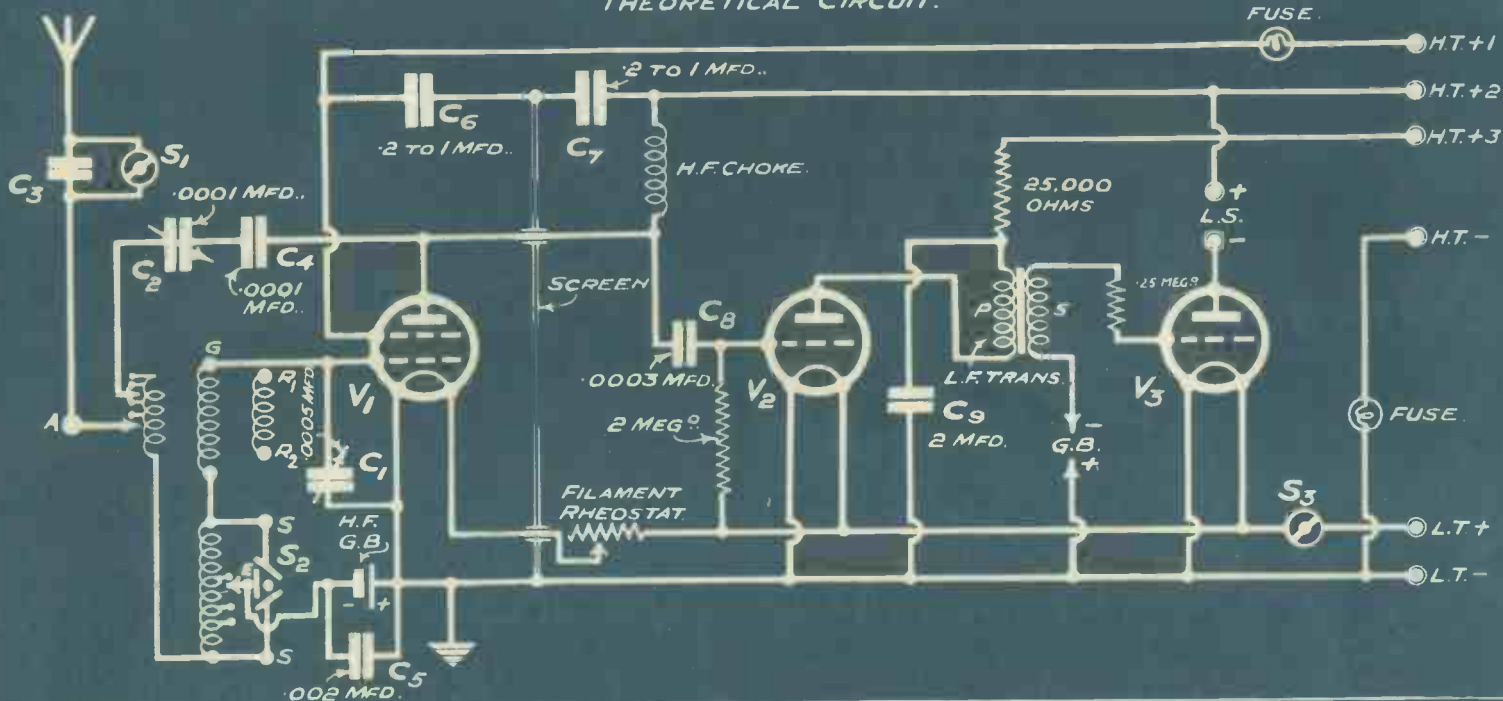 THEORETICAL CIRCUIT.
FUSE.
H.T.+1
H.T.+2
H.T.+3
H.T.-
L.T+
L.T.-
.2 TO 1 MFD..
C6
C7
.2 TO 1 MFD..
H.F. CHOKE.
25,000
OHMS
+
L.S.
-
C3
S1
.0001 MFD..
C2
C4
.0001
MFD..
SCREEN
C8
.0003 MFD.
V1
V2
V3
P
S
.25 MEGΩ
L.F. TRANS.
C9
2 MFD.
-
G.B.
+
FUSE.
A
G
R1
R2
.0005 MFD
C1
2 MEGΩ
FILAMENT
RHEOSTAT.
S3
S
S2
E
S
H.F.
G.B
-
+
C5
.002 MFD.